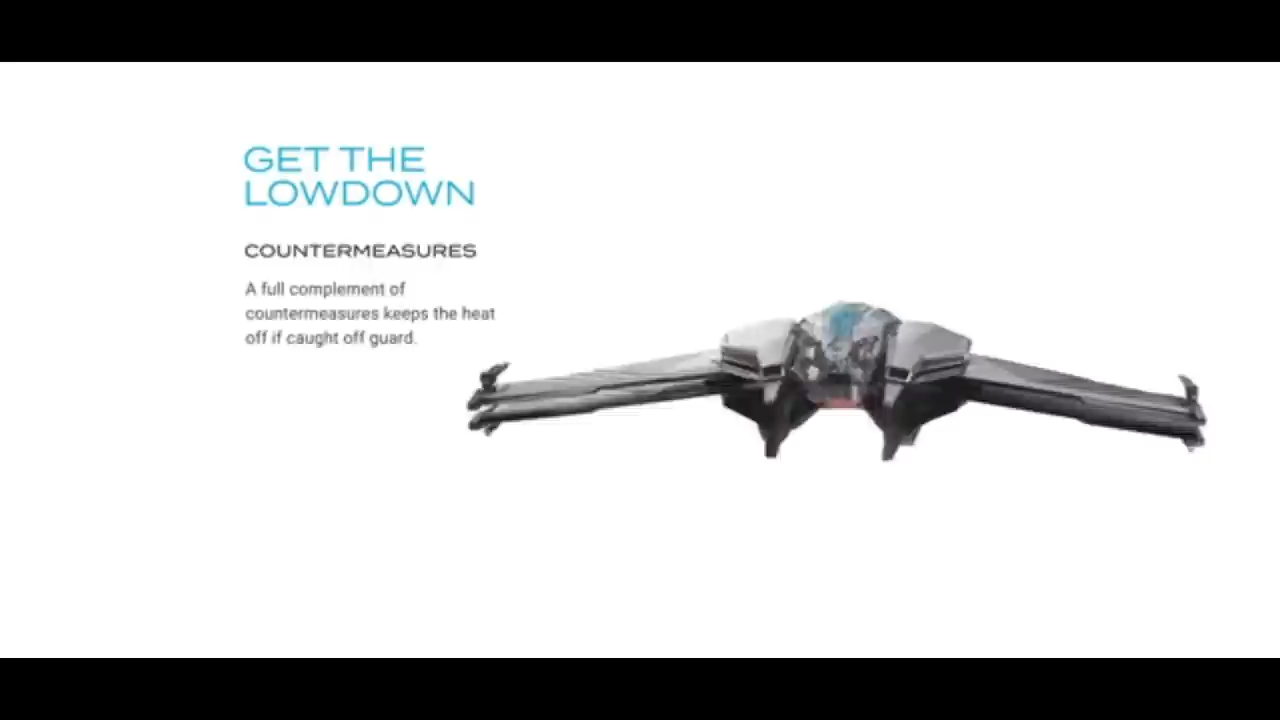 GET THE
LOWDOWN
COUNTERMEASURES
A full complement of
countermeasures keeps the heat
off if caught off guard.